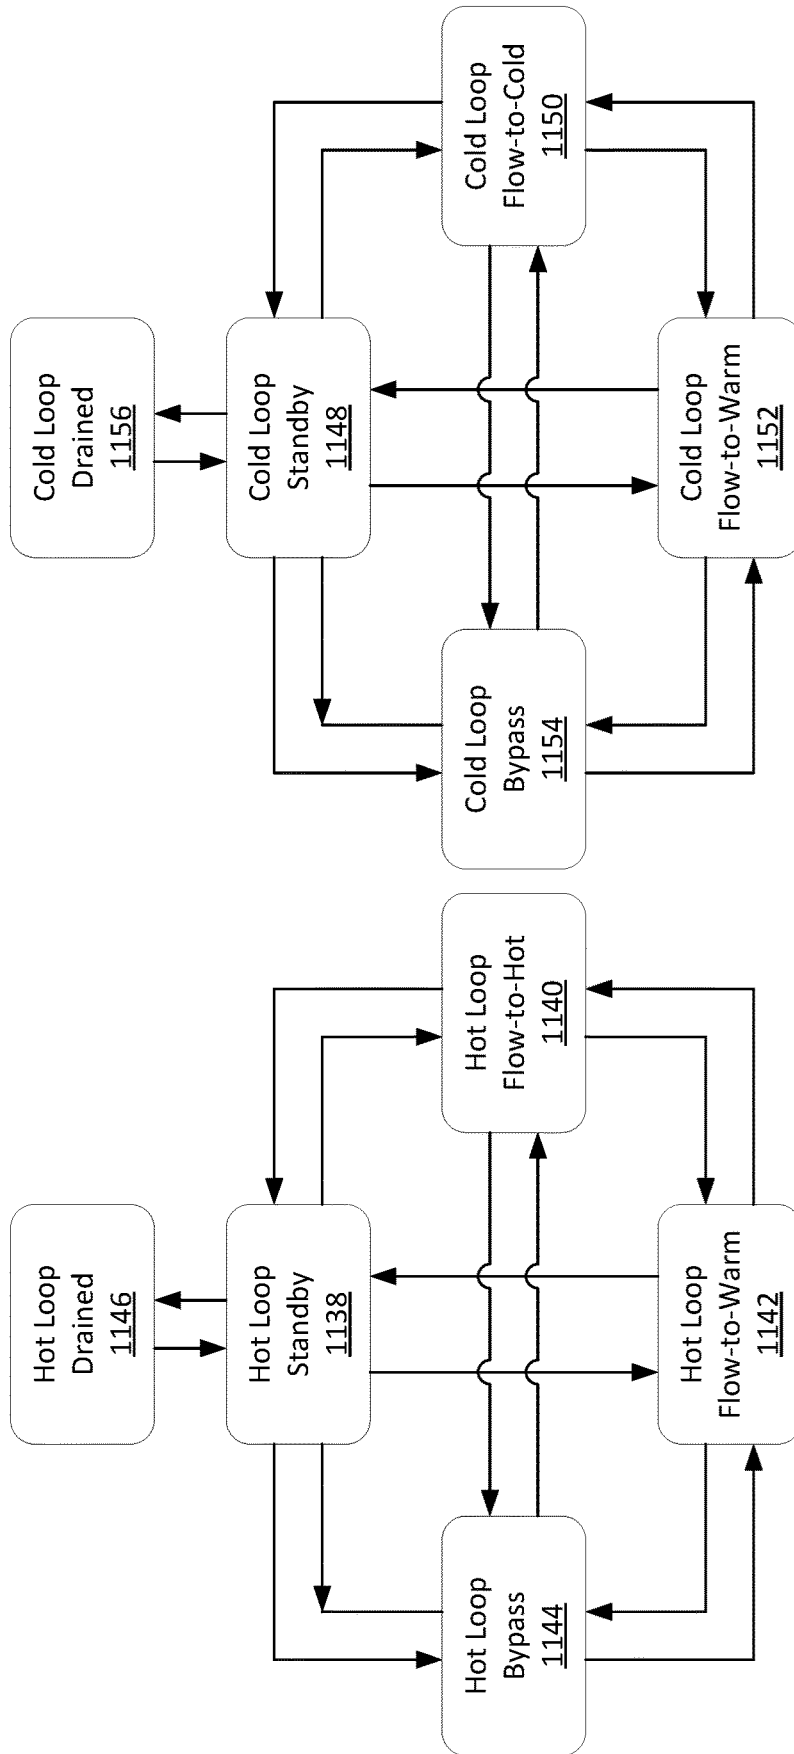 Hot Loop
Drained
1146
Hot Loop
Standby
1138
Hot Loop
Bypass
1144
Hot Loop
Flow-to-Hot
1140
Hot Loop
Flow-to-Warm
1142
Cold Loop
Drained
1156
Cold Loop
Standby
1148
Cold Loop
Bypass
1154
Cold Loop
Flow-to-Cold
1150
Cold Loop
Flow-to-Warm
1152